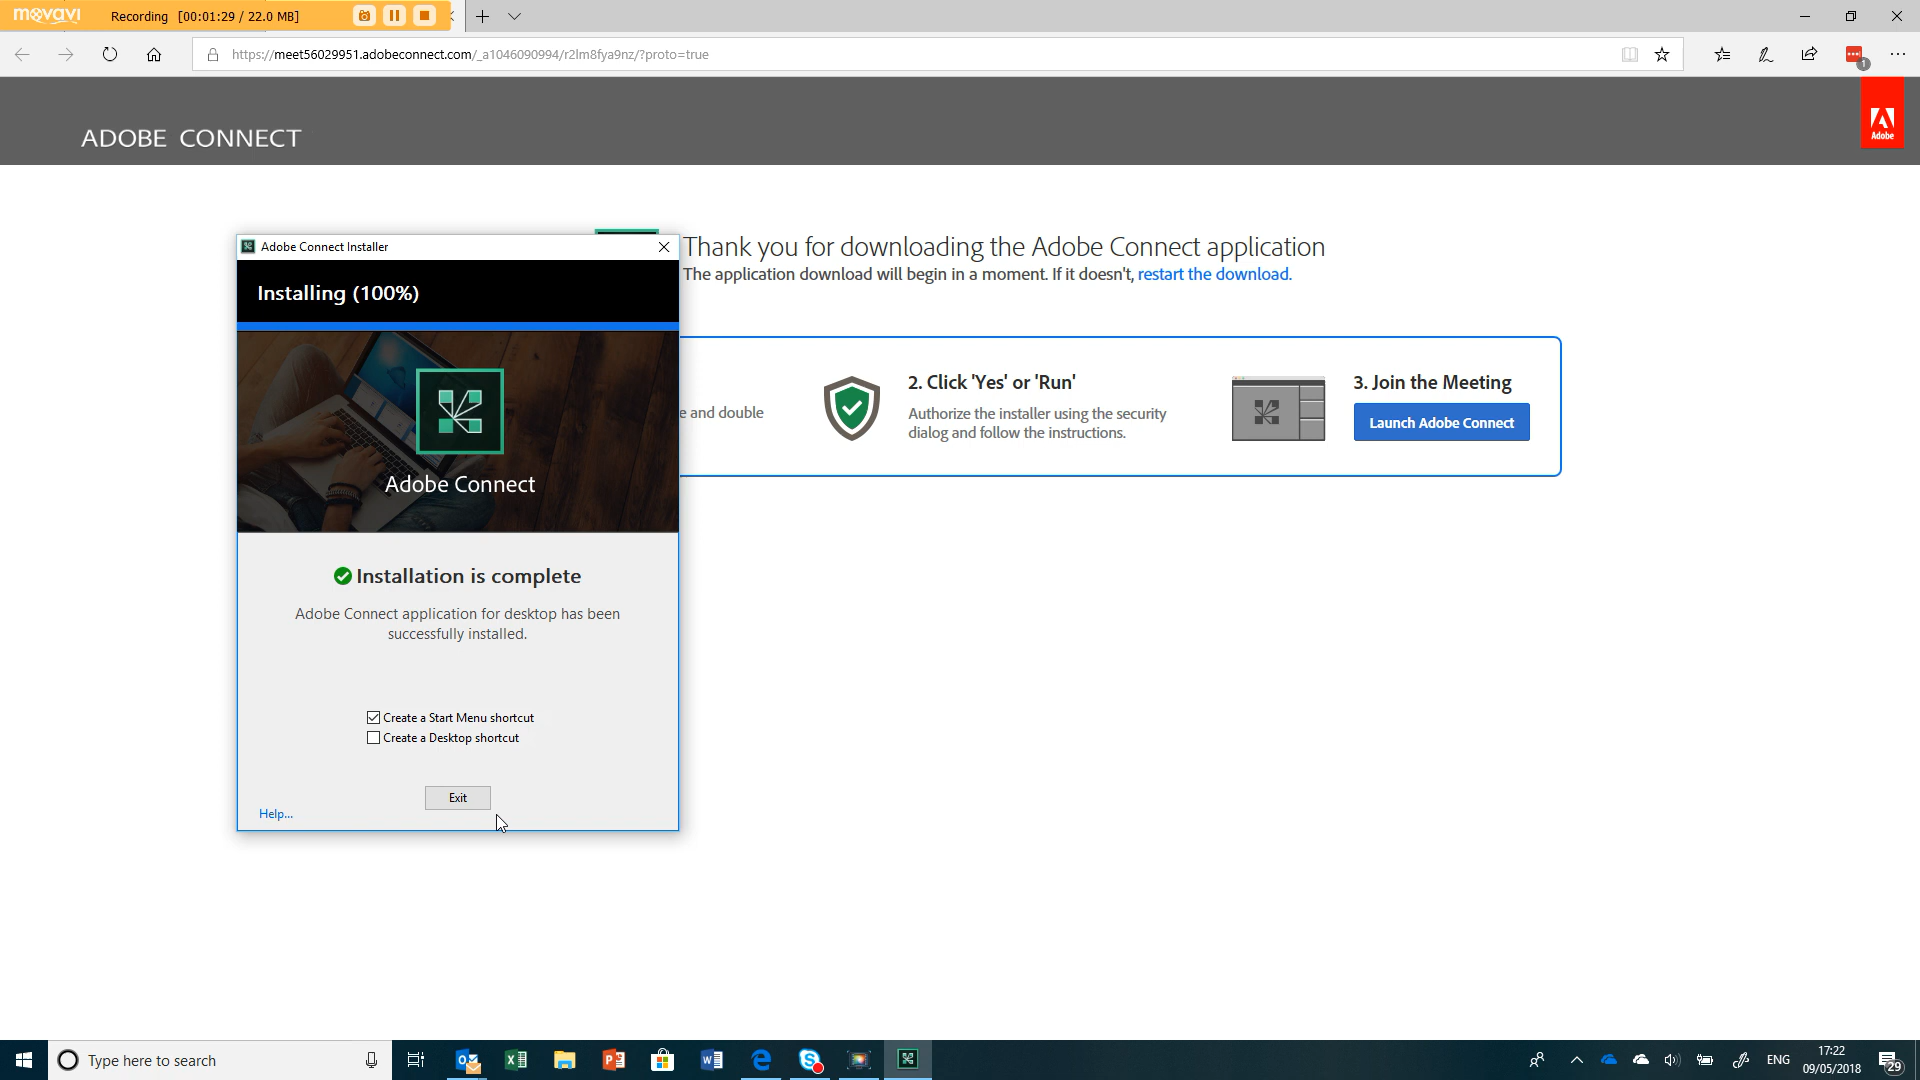 movavi
Recording [00:01:29 / 22.0 MB]
https://meet56029951.adobeconnect.com/_a1046090994/r2lm8fya9nz/?proto=true
1
ADOBE CONNECT
Adobe
Adobe Connect Installer
Installing (100%)
Adobe Connect
Installation is complete
Adobe Connect application for desktop has been
successfully installed.
Create a Start Menu shortcut
Create a Desktop shortcut
Exit
Help...
Thank you for downloading the Adobe Connect application
The application download will begin in a moment. If it doesn't, restart the download.
e and double
2. Click 'Yes' or 'Run'
Authorize the installer using the security
dialog and follow the instructions.
3. Join the Meeting
Launch Adobe Connect
Type here to search
ENG
17:22
09/05/2018
29